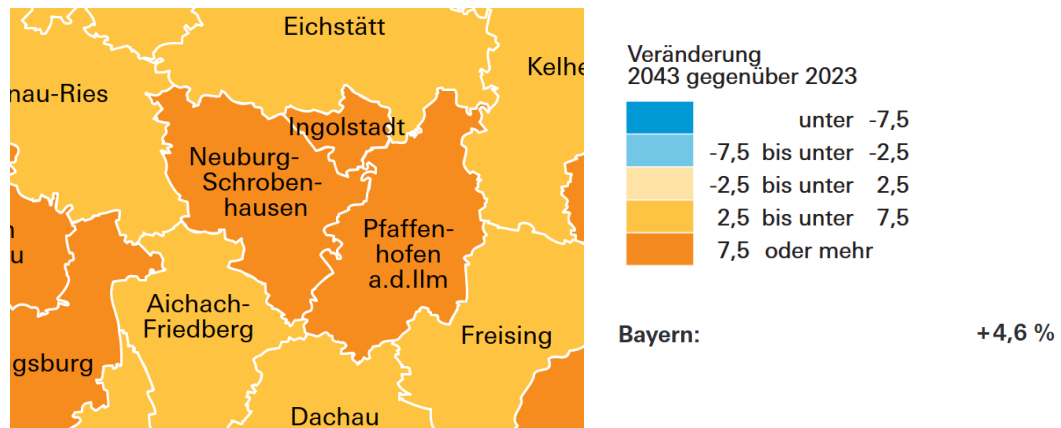 Eichstätt
Kelhe
nau-Ries
Ingolstadt
Neuburg-
Schroben-
hausen
Pfaffen-
hofen
a.d.Ilm
n
u
Aichach-
Friedberg
Freising
gsburg
Dachau
Veränderung
2043 gegenüber 2023
unter -7,5
-7,5 bis unter -2,5
-2,5 bis unter 2,5
2,5 bis unter 7,5
7,5 oder mehr
Bayern: +4,6 %